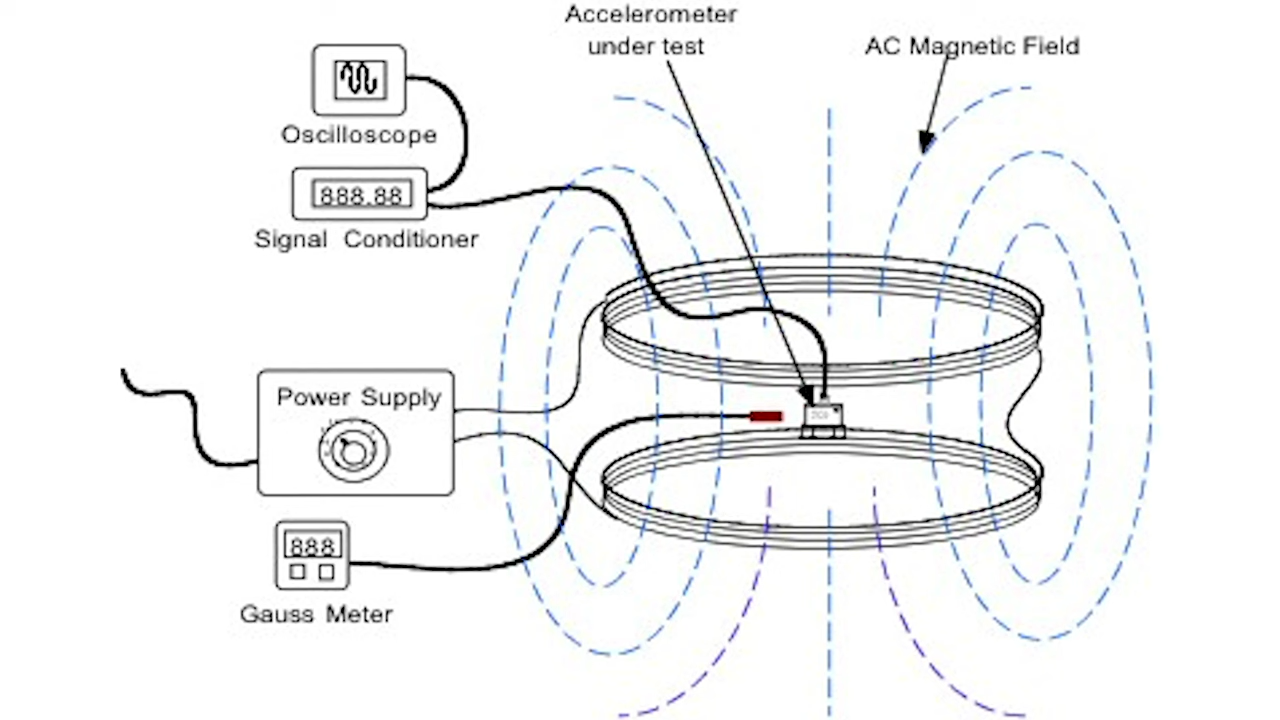 Accelerometer
under test
AC Magnetic Field
Oscilloscope
888.88
Signal Conditioner
Power Supply
888
Gauss Meter